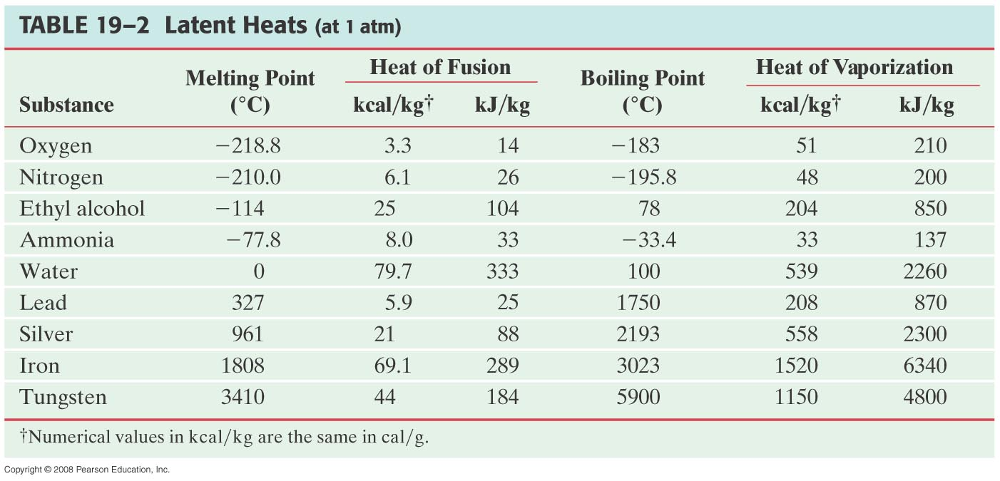 TABLE 19–2 Latent Heats (at 1 atm)
Heat of Fusion Heat of Vaporization
Melting Point Boiling Point
Substance (°C) kcal/kg† kJ/kg (°C) kcal/kg† kJ/kg
Oxygen −218.8 3.3 14 −183 51 210
Nitrogen −210.0 6.1 26 −195.8 48 200
Ethyl alcohol −114 25 104 78 204 850
Ammonia −77.8 8.0 33 −33.4 33 137
Water 0 79.7 333 100 539 2260
Lead 327 5.9 25 1750 208 870
Silver 961 21 88 2193 558 2300
Iron 1808 69.1 289 3023 1520 6340
Tungsten 3410 44 184 5900 1150 4800
†Numerical values in kcal/kg are the same in cal/g.
Copyright © 2008 Pearson Education, Inc.